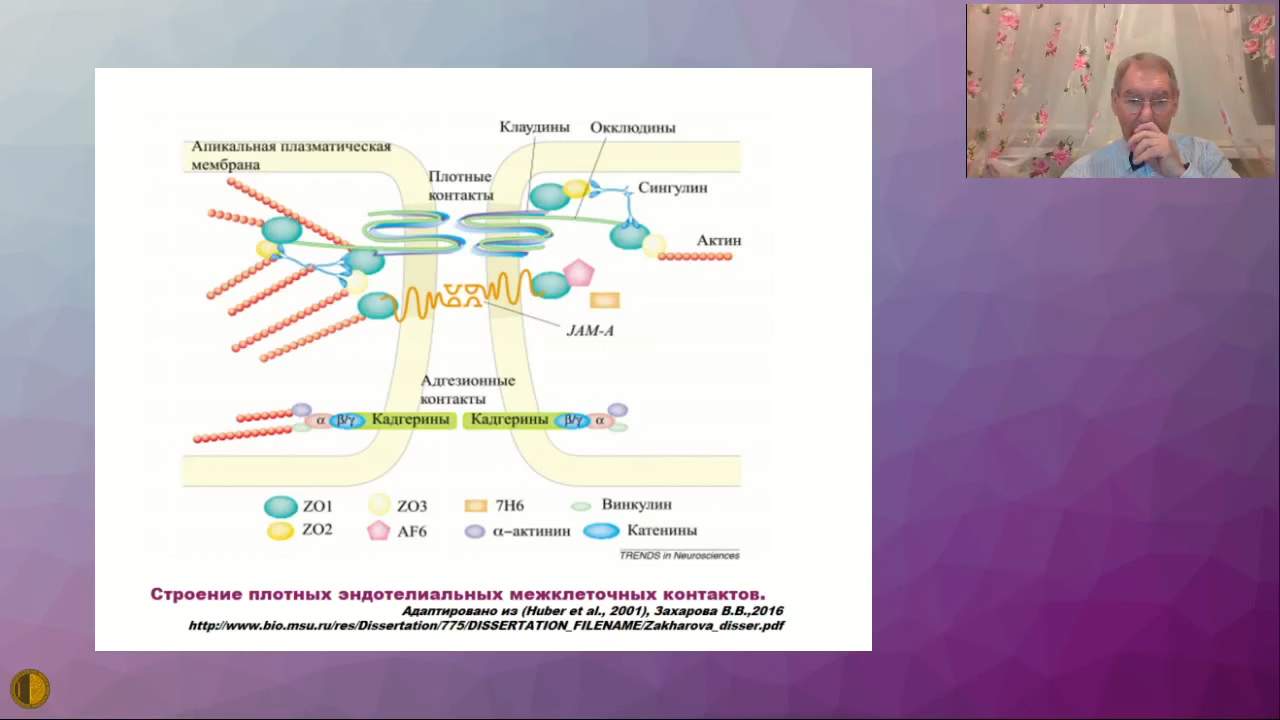 Клаудины
Окклюдины
Апикальная плазматическая
мембрана
Плотные
контакты
Сингулин
Актин
JAM-A
Адгезионные
контакты
α β/γ Кадгерины Кадгерины β/γ α
ZO1 ZO3 7H6 Винкулин
ZO2 AF6 α-актинин Катенины
TRENDS in Neurosciences
Строение плотных эндотелиальных межклеточных контактов.
Адаптировано из (Huber et al., 2001), Захарова В.В.,2016
http://www.bio.msu.ru/res/Dissertation/775/DISSERTATION_FILENAME/Zakharova_disser.pdf